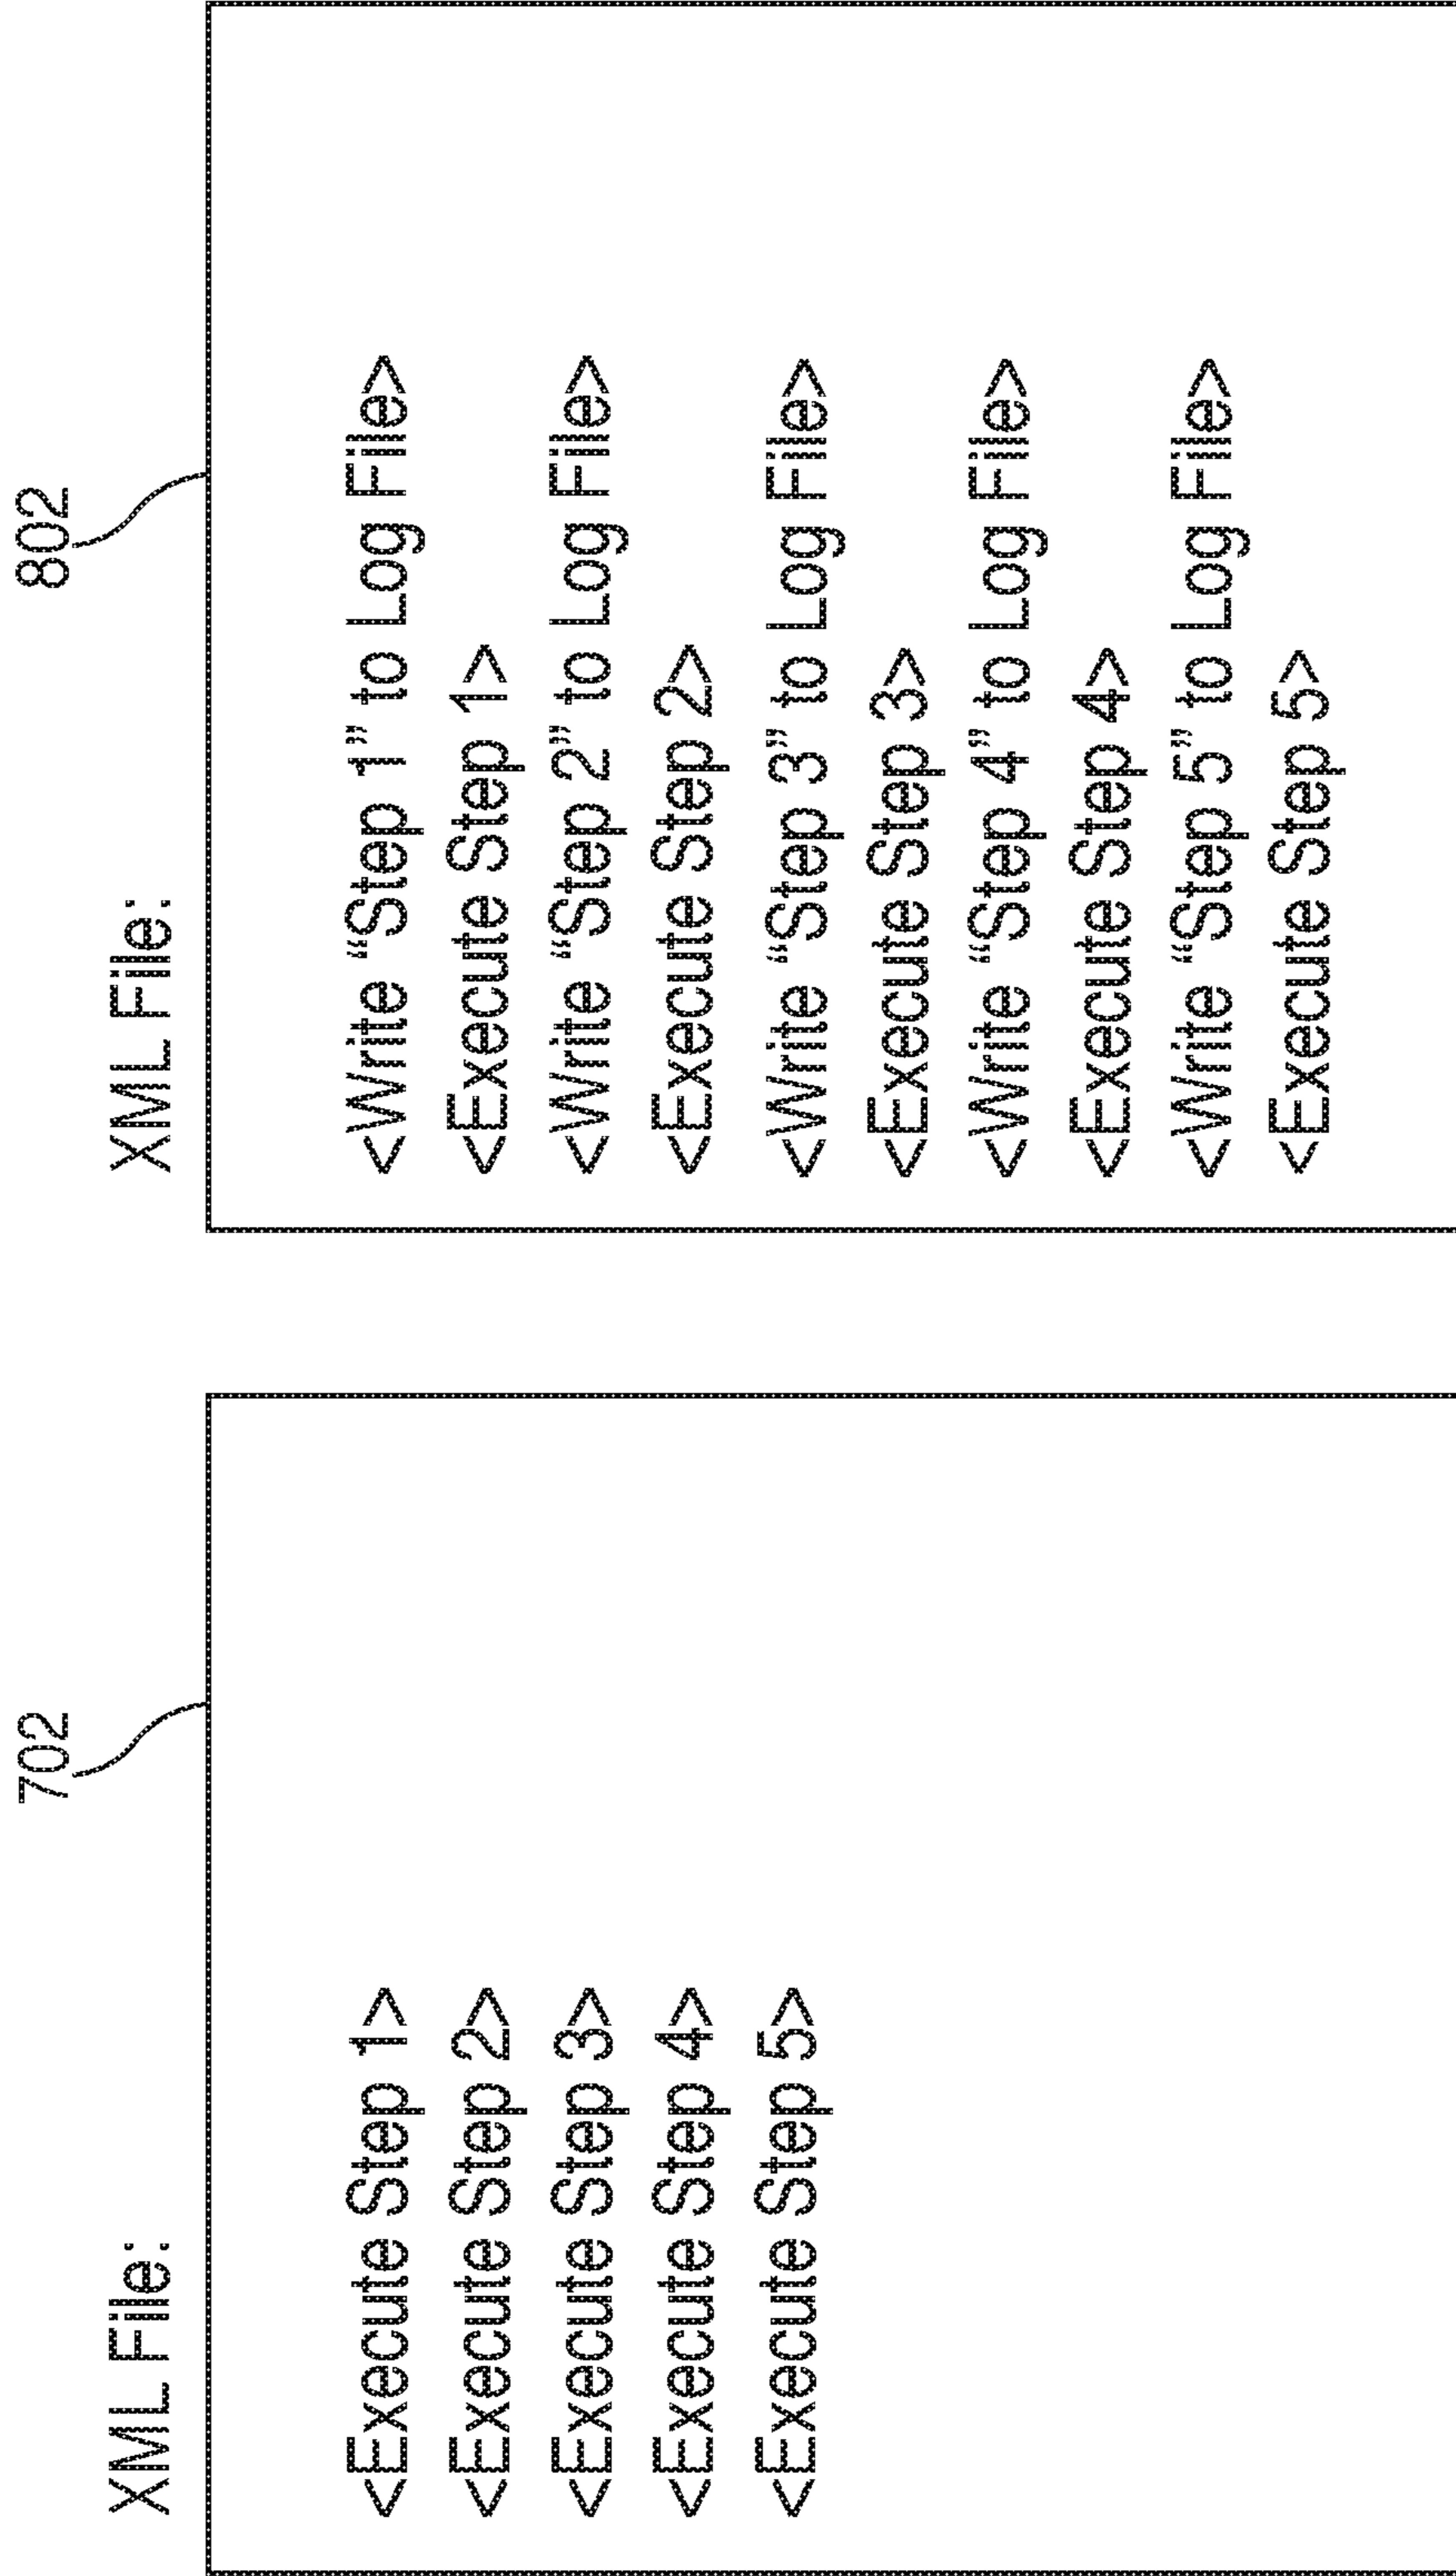 702
XML File:
<Execute Step 1>
<Execute Step 2>
<Execute Step 3>
<Execute Step 4>
<Execute Step 5>
802
XML File:
<Write “Step 1” to Log File>
<Execute Step 1>
<Write “Step 2” to Log File>
<Execute Step 2>
<Write “Step 3” to Log File>
<Execute Step 3>
<Write “Step 4” to Log File>
<Execute Step 4>
<Write “Step 5” to Log File>
<Execute Step 5>